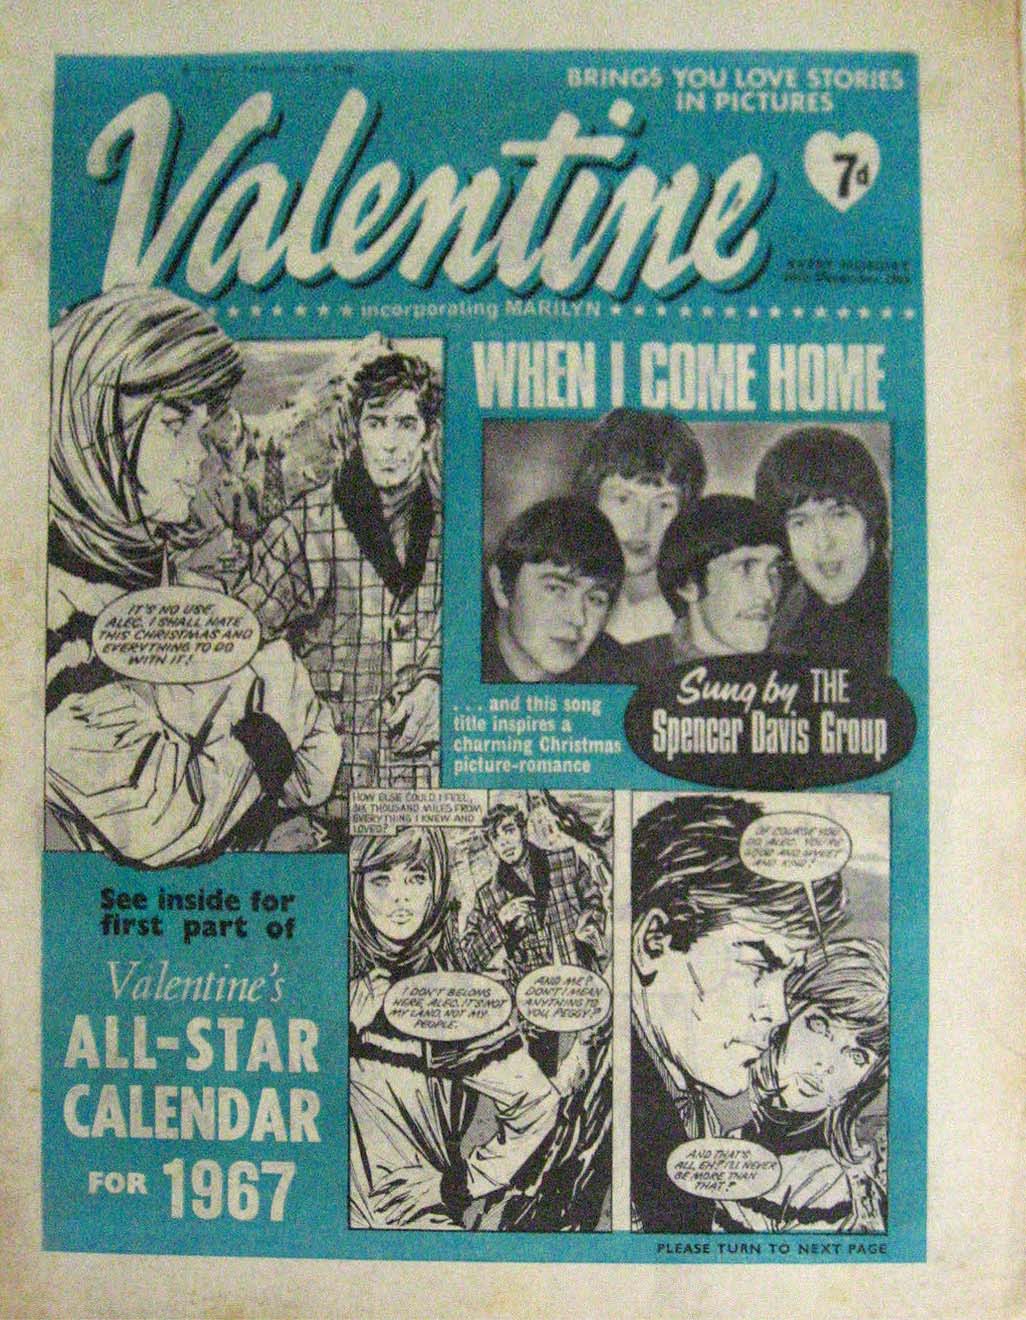 BRINGS YOU LOVE STORIES
IN PICTURES
Valentine
7d
EVERY MONDAY
incorporating MARILYN
WHEN I COME HOME
IT'S NO USE,
ALEC. I SHALL HATE
THIS CHRISTMAS AND
EVERYTHING TO DO
WITH IT!
Sung by THE
Spencer Davis Group
... and this song
title inspires a
charming Christmas
picture-romance
HOW ELSE COULD I FEEL,
SIX THOUSAND MILES FROM
EVERYTHING I KNEW AND
LOVED?
I DON'T BELONG
HERE, ALEC. IT'S NOT
MY LAND, NOT MY
PEOPLE.
AND ME? I
DON'T I MEAN
ANYTHING TO
YOU, PEGGY?
OF COURSE YOU
DO, ALEC. YOU'RE
GOOD AND SWEET
AND KIND!
AND THAT'S
ALL, EH? I'LL NEVER
BE MORE THAN
THAT?
See inside for
first part of
Valentine's
ALL-STAR
CALENDAR
FOR 1967
PLEASE TURN TO NEXT PAGE